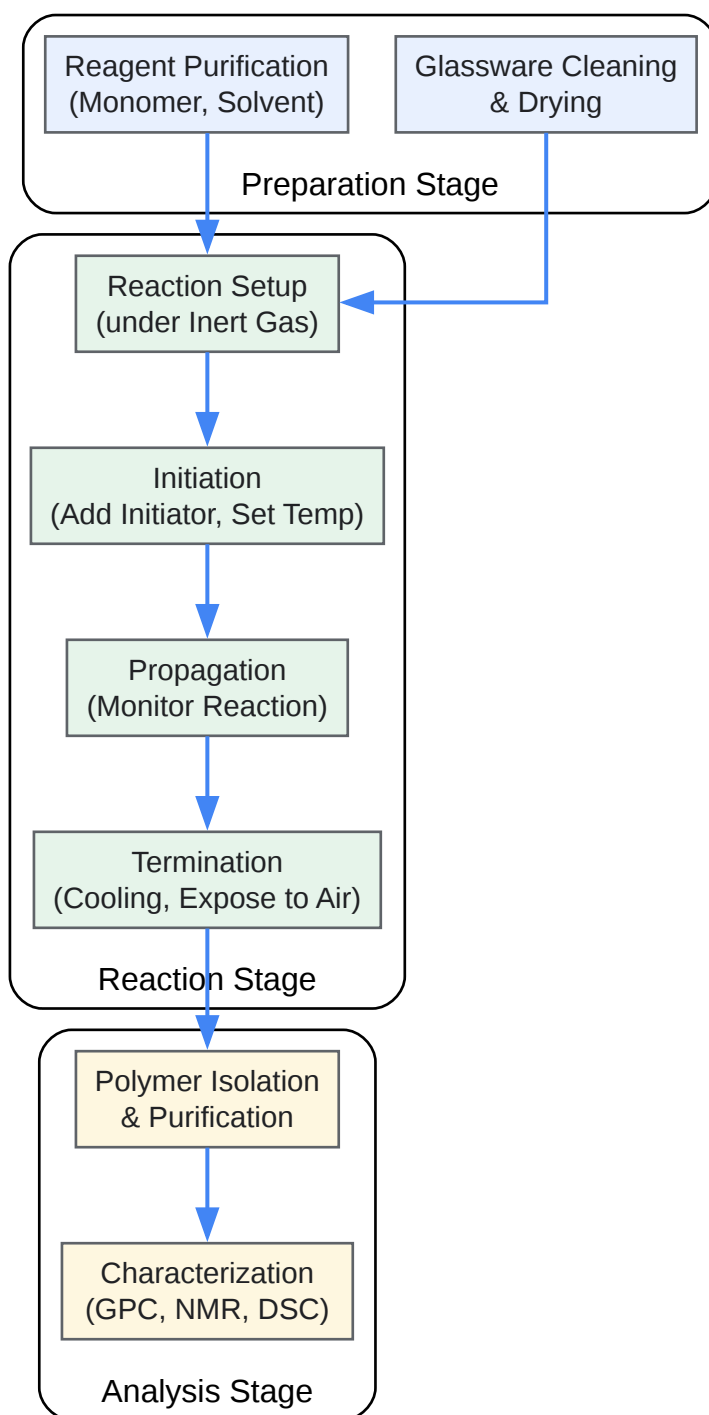 Reagent Purification
(Monomer, Solvent)
Glassware Cleaning
& Drying
Preparation Stage
Reaction Setup
(under Inert Gas)
Initiation
(Add Initiator, Set Temp)
Propagation
(Monitor Reaction)
Termination
(Cooling, Expose to Air)
Reaction Stage
Polymer Isolation
& Purification
Characterization
(GPC, NMR, DSC)
Analysis Stage